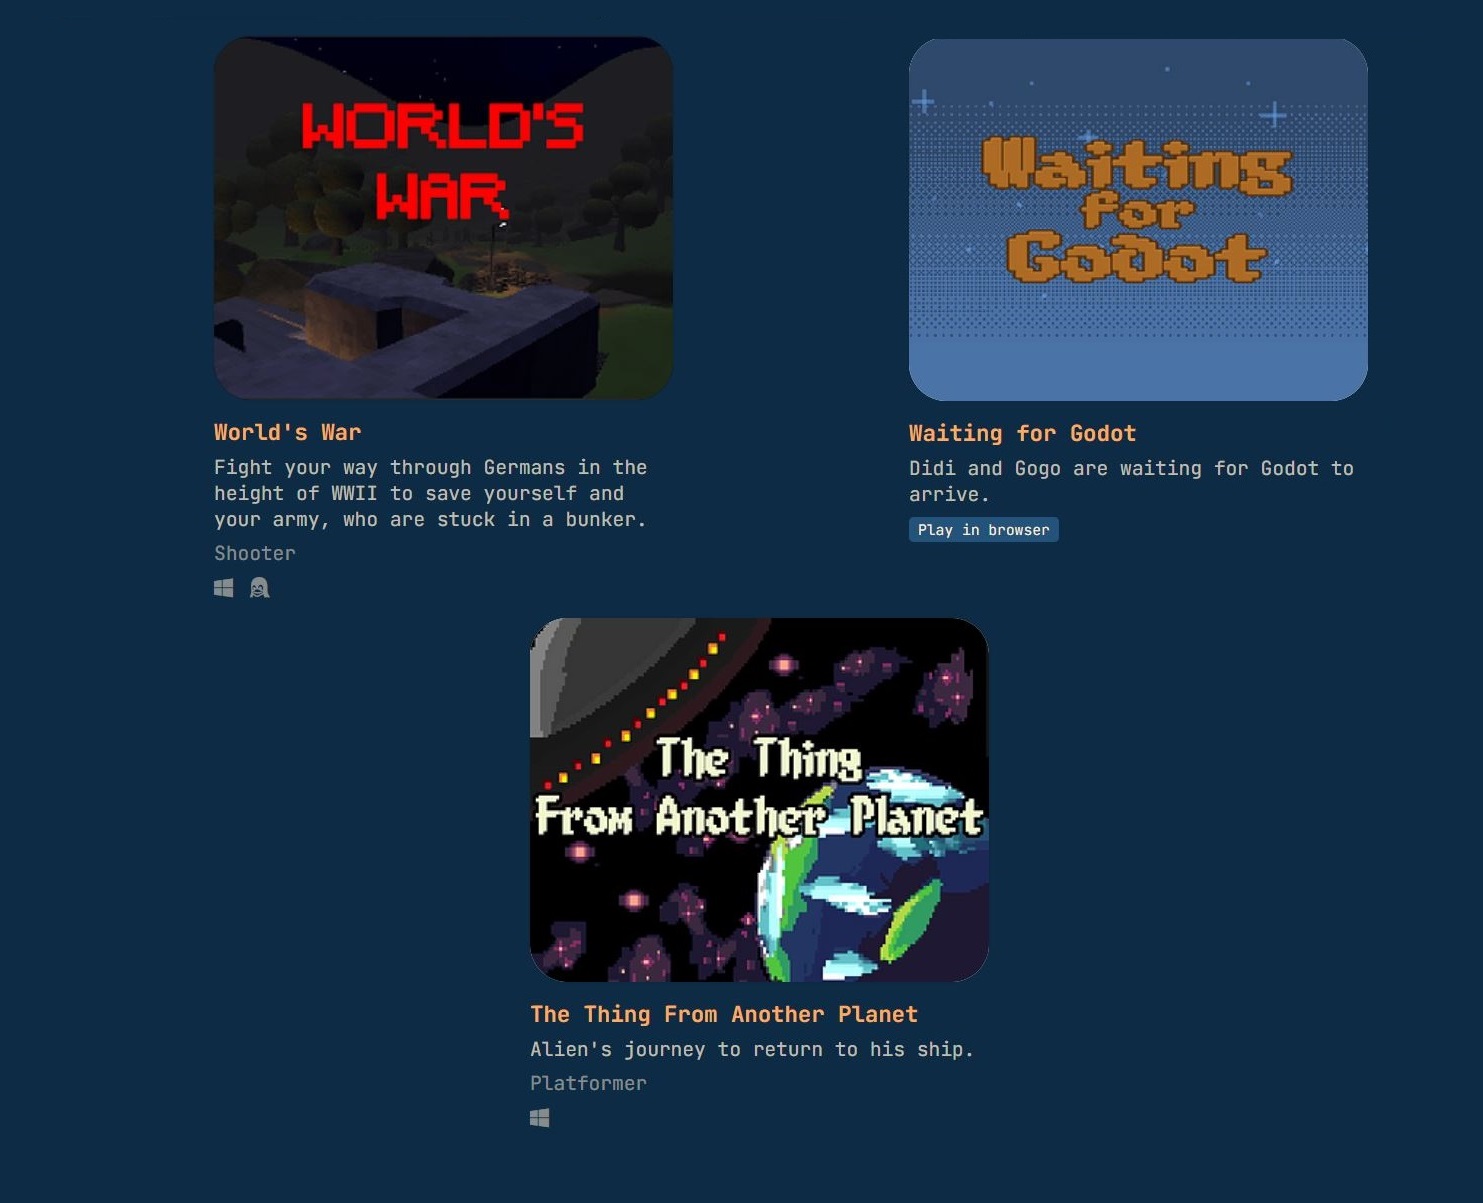 WORLD'S
WAR
World's War
Fight your way through Germans in the
height of WWII to save yourself and
your army, who are stuck in a bunker.
Shooter
Waiting
for
Godot
Waiting for Godot
Didi and Gogo are waiting for Godot to
arrive.
Play in browser
The Thing
From Another Planet
The Thing From Another Planet
Alien's journey to return to his ship.
Platformer